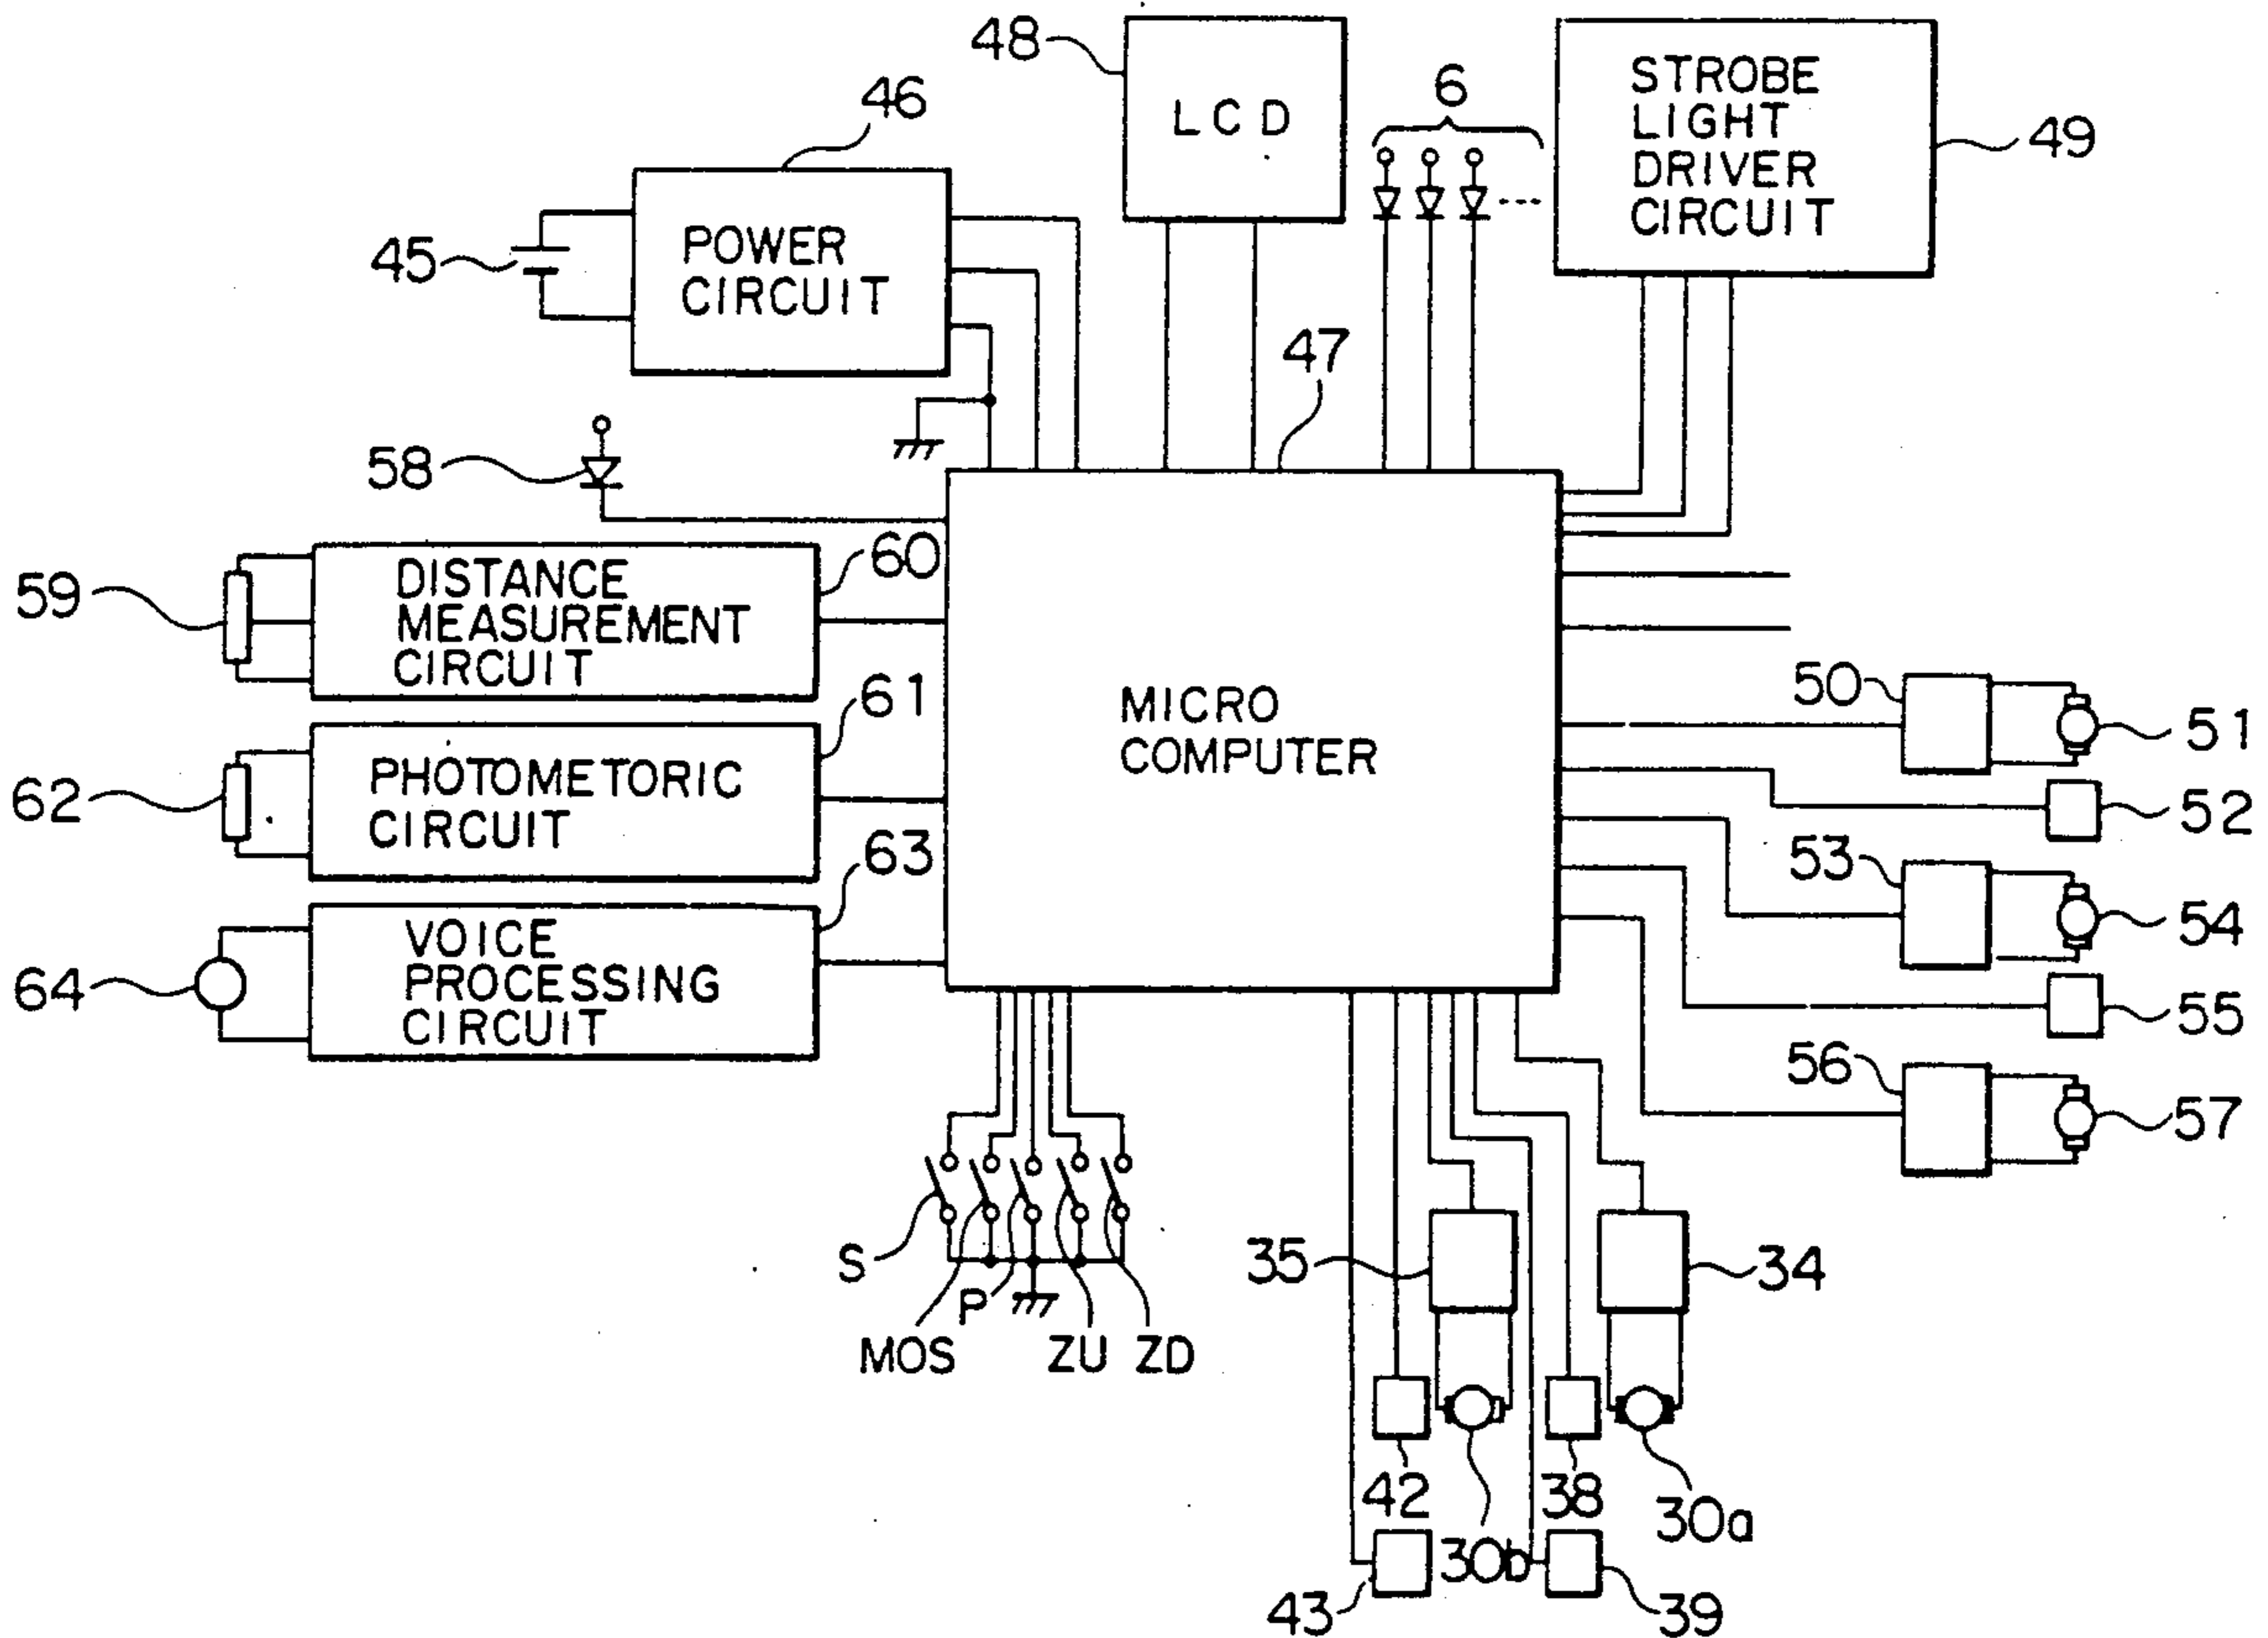 48
LCD
6
STROBE
LIGHT
DRIVER
CIRCUIT
49
46
45
POWER
CIRCUIT
47
58
60
59
DISTANCE
MEASUREMENT
CIRCUIT
61
62
PHOTOMETORIC
CIRCUIT
63
64
VOICE
PROCESSING
CIRCUIT
MICRO
COMPUTER
50
51
52
53
54
55
56
57
S
MOS
P
ZU
ZD
35
34
42
38
30a
30b
43
39